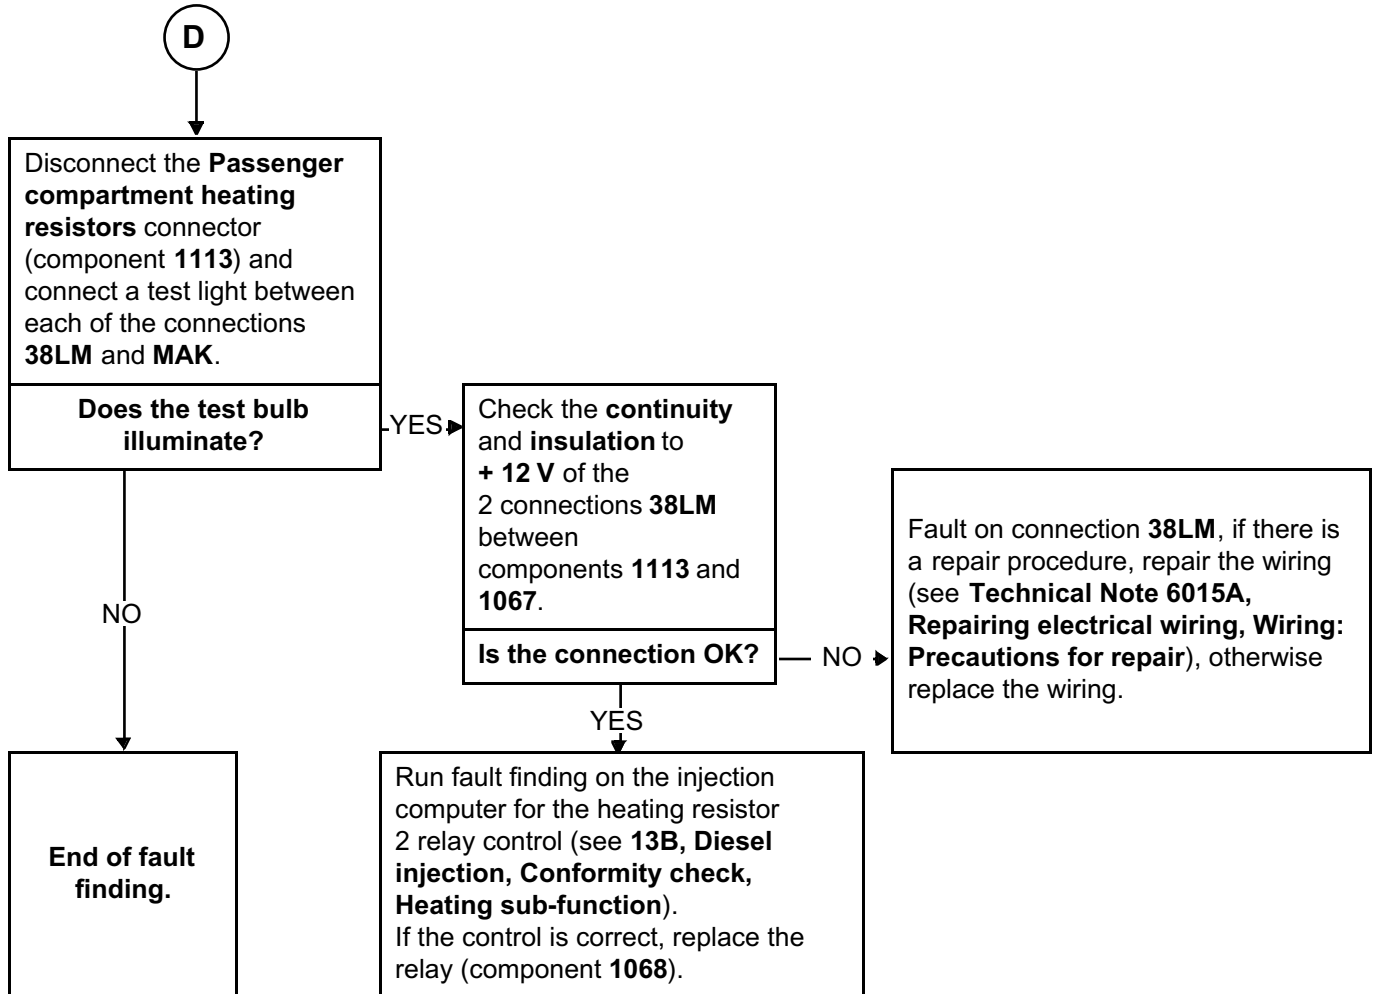 D
Disconnect the Passenger
compartment heating
resistors connector
(component 1113) and
connect a test light between
each of the connections
38LM and MAK.
Does the test bulb
illuminate?
YES
Check the continuity
and insulation to
+ 12 V of the
2 connections 38LM
between
components 1113 and
1067.
Is the connection OK?
NO
Fault on connection 38LM, if there is
a repair procedure, repair the wiring
(see Technical Note 6015A,
Repairing electrical wiring, Wiring:
Precautions for repair), otherwise
replace the wiring.
NO
YES
End of fault
finding.
Run fault finding on the injection
computer for the heating resistor
2 relay control (see 13B, Diesel
injection, Conformity check,
Heating sub-function).
If the control is correct, replace the
relay (component 1068).